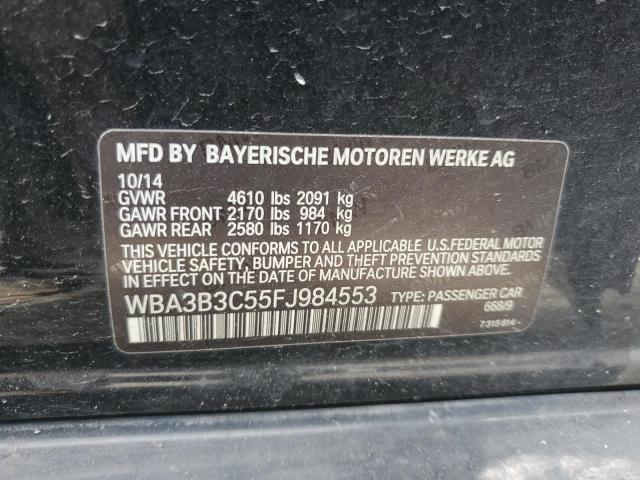 MFD BY BAYERISCHE MOTOREN WERKE AG
10/14
GVWR 4610 lbs 2091 kg
GAWR FRONT 2170 lbs 984 kg
GAWR REAR 2580 lbs 1170 kg
THIS VEHICLE CONFORMS TO ALL APPLICABLE U.S.FEDERAL MOTOR
VEHICLE SAFETY, BUMPER AND THEFT PREVENTION STANDARDS
IN EFFECT ON THE DATE OF MANUFACTURE SHOWN ABOVE.
WBA3B3C55FJ984553 TYPE: PASSENGER CAR
668/9